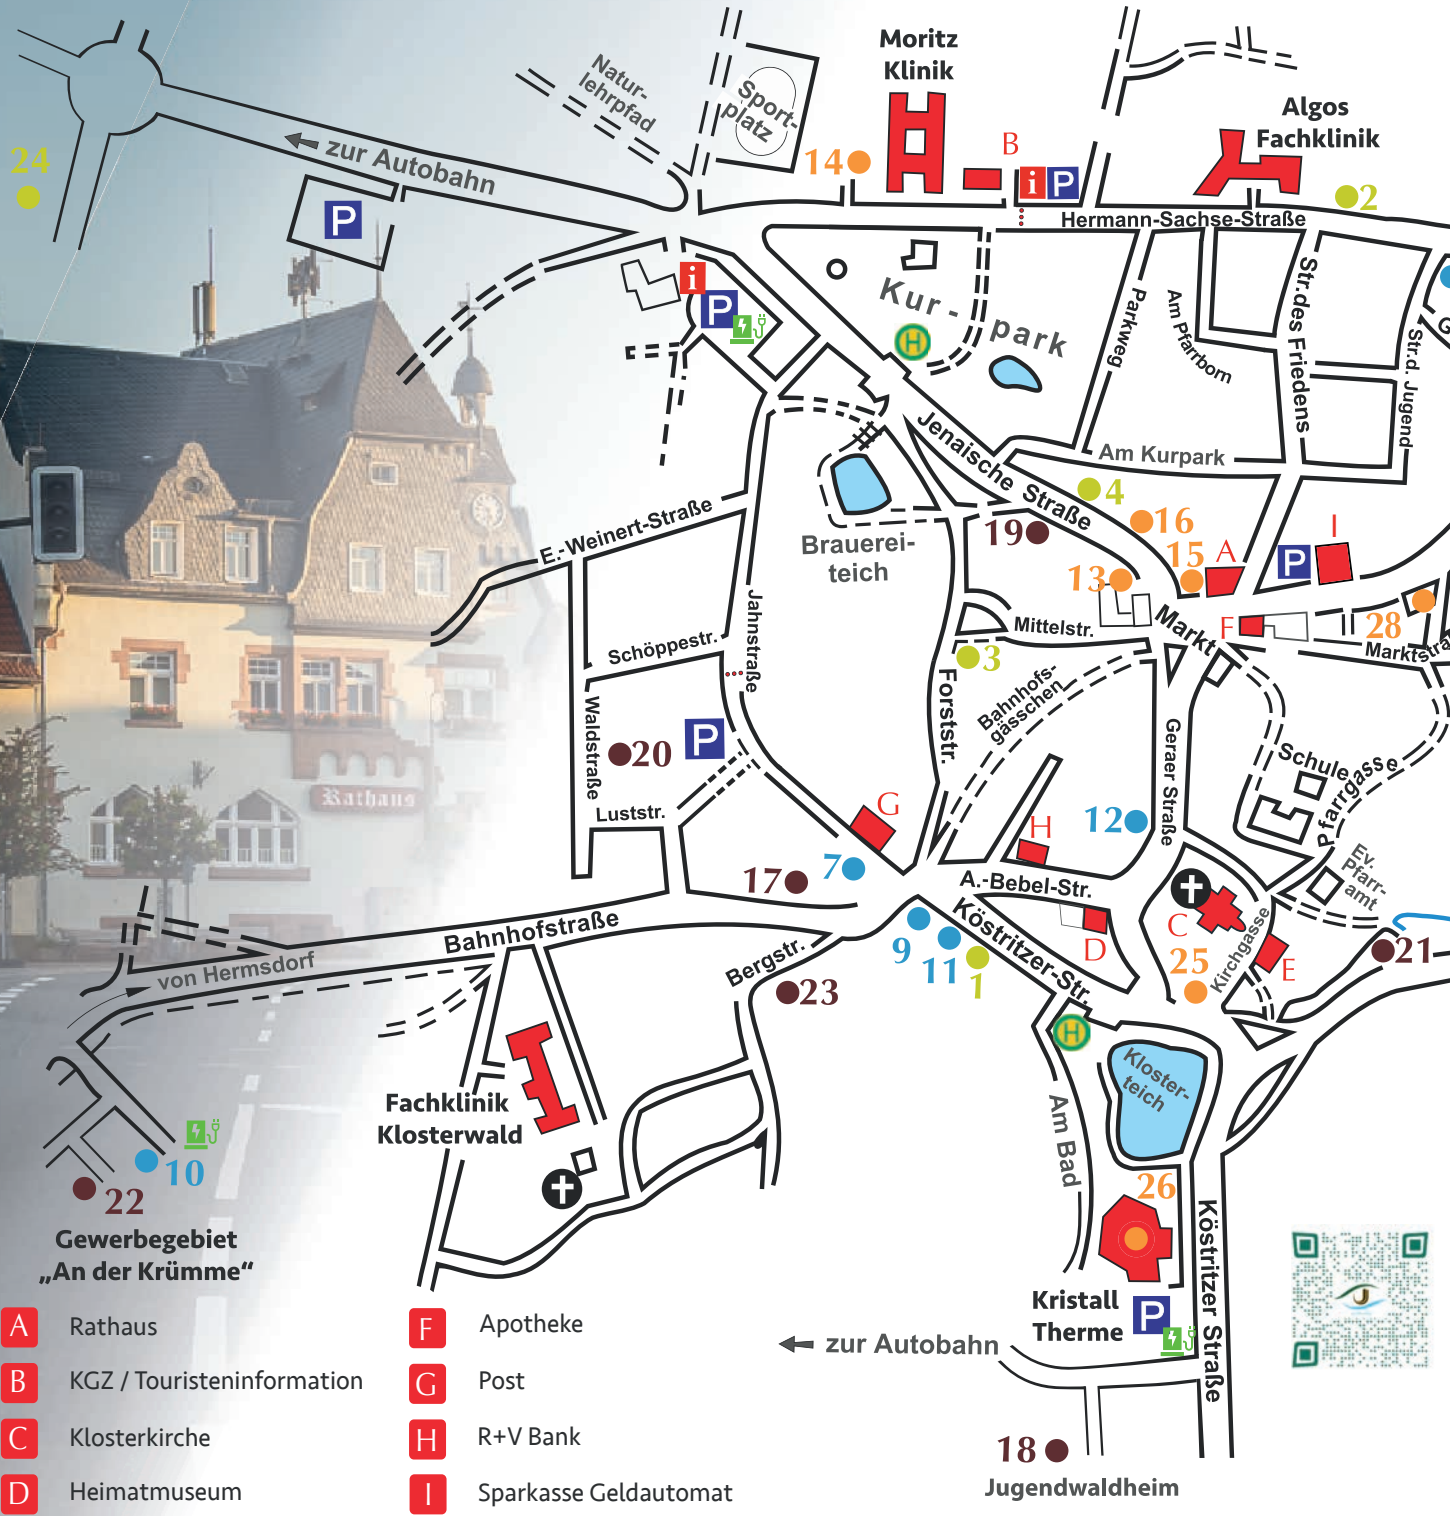 Moritz
Klinik
Algos
Fachklinik
Natur-
lehrpfad
Sport-
platz
24
zur Autobahn
P
14
B
i P
2
Hermann-Sachse-Straße
i
P
Kur-
park
H
Parkweg
Am Pfarrborn
Str.des Friedens
Str.d. Jugend
G
Jenaische Straße
Am Kurpark
4
16
15
A
P
I
E.-Weinert-Straße
Brauerei-
teich
19
13
Markt
F
28
Marktstra
Jahnstraße
Mittelstr.
Schöppestr.
3
Forststr.
Bahnhofs-
gässchen
Geraer Straße
Waldstraße
20
P
Schule
Pfarrgasse
Rathaus
Luststr.
G
H
12
7
17
Ev.
Pfarr-
amt
A.-Bebel-Str.
Köstritzer-Str.
C
D
Kirchgasse
E
21
25
Bahnhofstraße
von Hermsdorf
Bergstr.
23
9
11
1
H
Kloster-
teich
Am Bad
Fachklinik
Klosterwald
10
22
Gewerbegebiet
„An der Krümme“
26
Kristall
Therme
P
Köstritzer Straße
zur Autobahn
18
Jugendwaldheim
A Rathaus
B KGZ / Touristeninformation
C Klosterkirche
D Heimatmuseum
F Apotheke
G Post
H R+V Bank
I Sparkasse Geldautomat